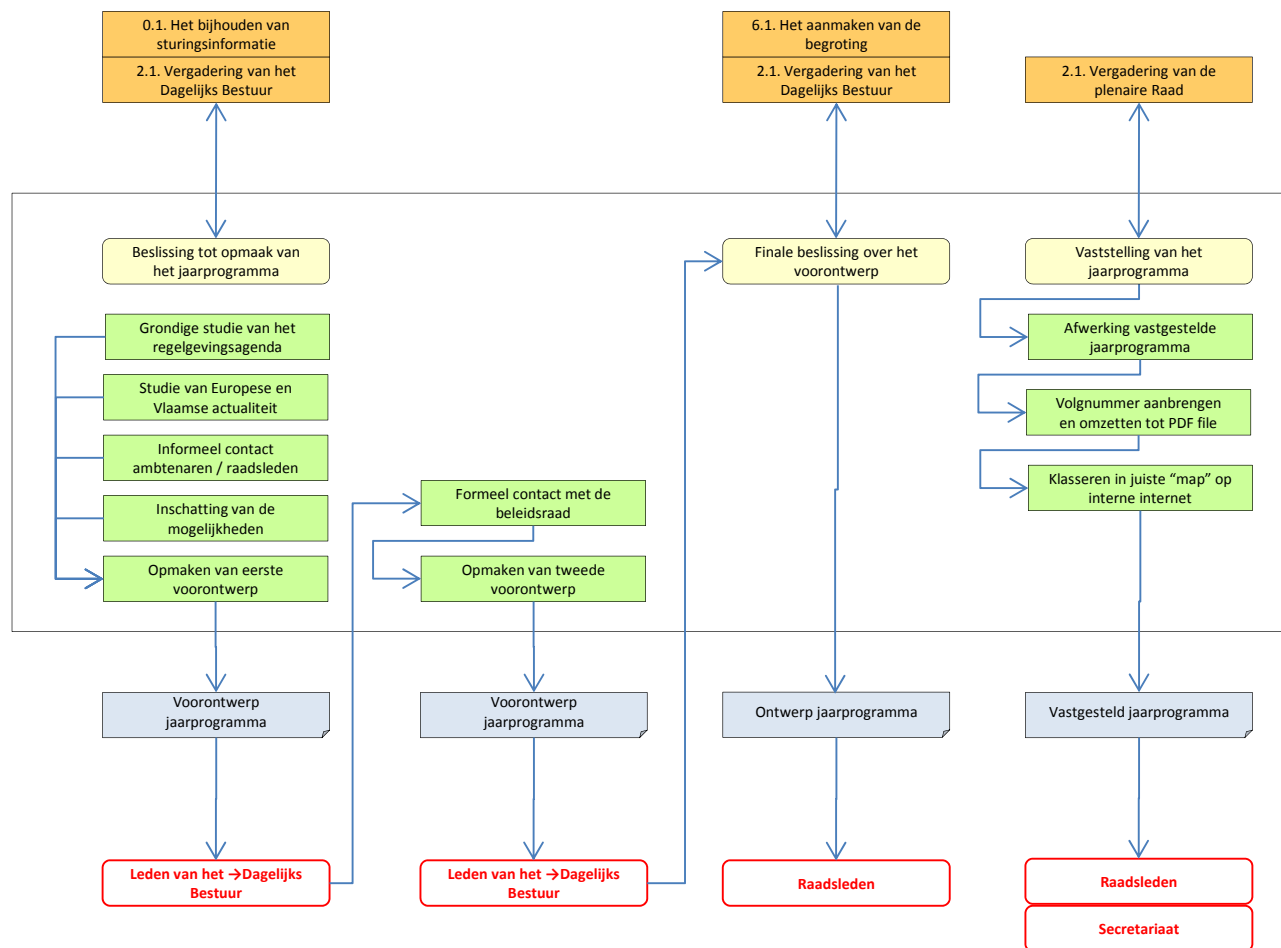 0.1. Het bijhouden van
sturingsinformatie
2.1. Vergadering van het
Dagelijks Bestuur
6.1. Het aanmaken van de
begroting
2.1. Vergadering van het
Dagelijks Bestuur
2.1. Vergadering van de
plenaire Raad
Beslissing tot opmaak van
het jaarprogramma
Finale beslissing over het
voorontwerp
Vaststelling van het
jaarprogramma
Grondige studie van het
regelgevingsagenda
Studie van Europese en
Vlaamse actualiteit
Informeel contact
ambtenaren / raadsleden
Inschatting van de
mogelijkheden
Opmaken van eerste
voorontwerp
Formeel contact met de
beleidsraad
Opmaken van tweede
voorontwerp
Afwerking vastgestelde
jaarprogramma
Volgnummer aanbrengen
en omzetten tot PDF file
Klasseren in juiste “map” op
interne internet
Voorontwerp
jaarprogramma
Voorontwerp
jaarprogramma
Ontwerp jaarprogramma
Vastgesteld jaarprogramma
Leden van het →Dagelijks
Bestuur
Leden van het →Dagelijks
Bestuur
Raadsleden
Raadsleden
Secretariaat